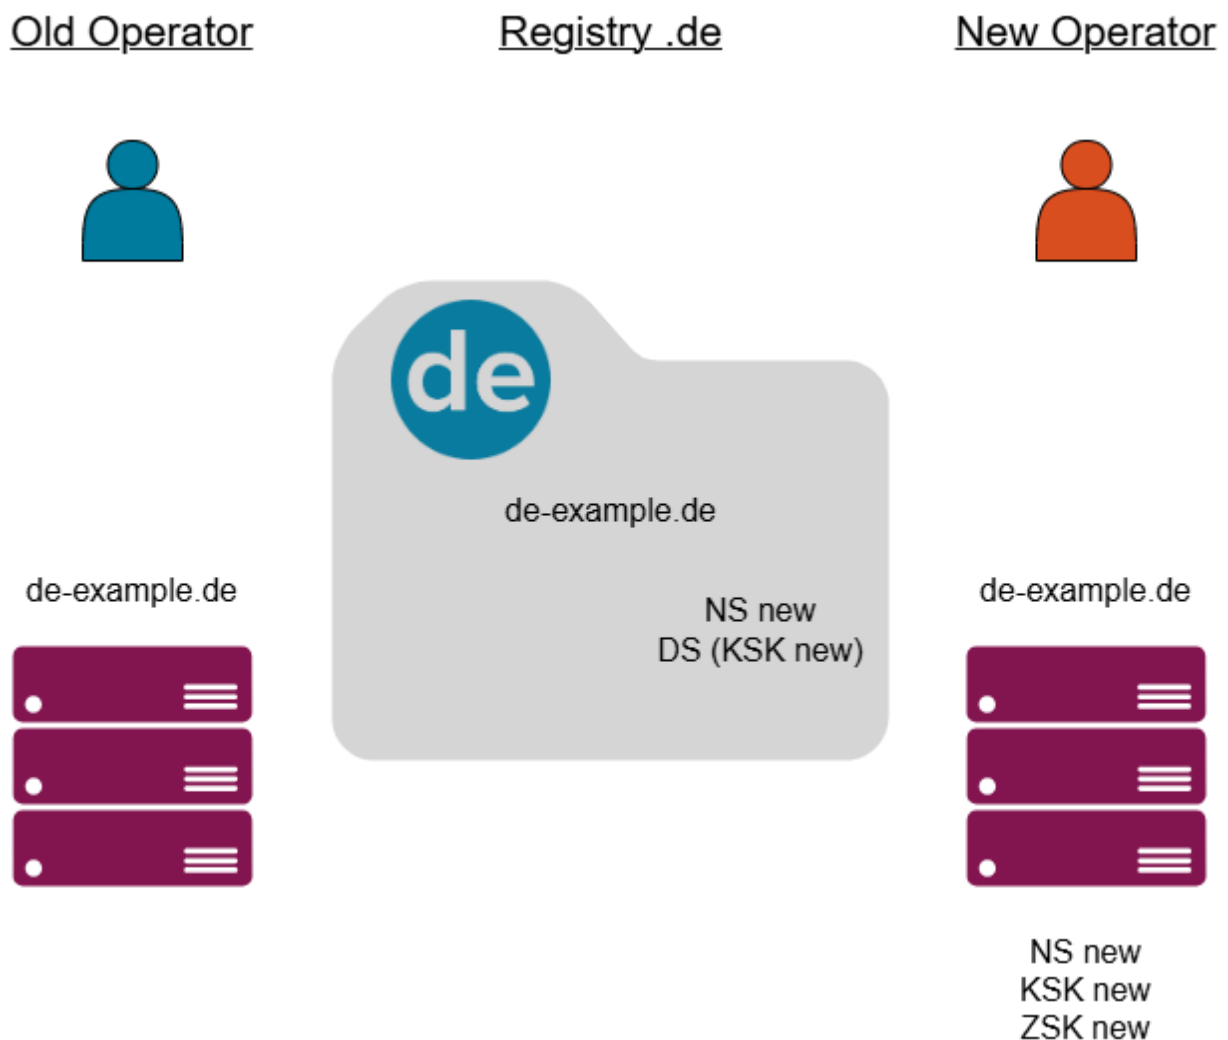 Old Operator
Registry .de
New Operator
de
de-example.de
NS new
DS (KSK new)
de-example.de
de-example.de
NS new
KSK new
ZSK new